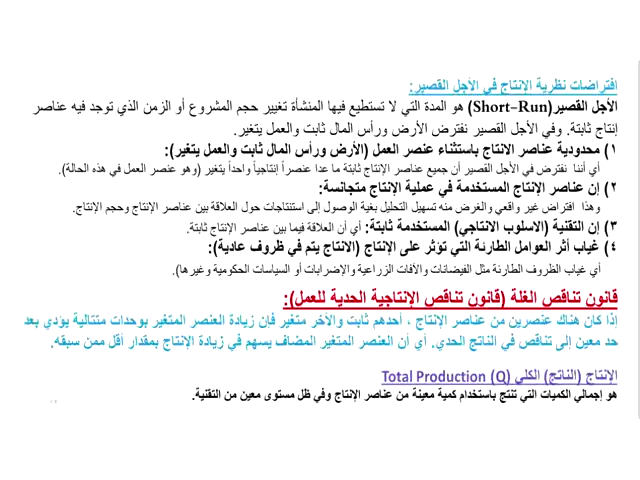 افتراضات نظرية الإنتاج في الأجل القصير:
الأجل القصير(Short-Run) هو المدة التي لا تستطيع فيها المنشأة تغيير حجم المشروع أو الزمن الذي توجد فيه عناصر
إنتاج ثابتة. وفي الأجل القصير نفترض الأرض ورأس المال ثابت والعمل يتغير.
١) محدودية عناصر الانتاج باستثناء عنصر العمل (الأرض ورأس المال ثابت والعمل يتغير):
أي أننا نفترض في الأجل القصير أن جميع عناصر الإنتاج ثابتة ما عدا عنصراً إنتاجياً واحداً يتغير (وهو عنصر العمل في هذه الحالة).
٢) إن عناصر الإنتاج المستخدمة في عملية الإنتاج متجانسة:
وهذا افتراض غير واقعي والغرض منه تسهيل التحليل بغية الوصول إلى استنتاجات حول العلاقة بين عناصر الإنتاج وحجم الإنتاج.
٣) إن التقنية (الاسلوب الانتاجي) المستخدمة ثابتة: أي أن العلاقة فيما بين عناصر الإنتاج ثابتة.
٤) غياب أثر العوامل الطارئة التي تؤثر على الإنتاج (الانتاج يتم في ظروف عادية):
أي غياب الظروف الطارئة مثل الفيضانات والآفات الزراعية والإضرابات أو السياسات الحكومية وغيرها).
قانون تناقص الغلة (قانون تناقص الإنتاجية الحدية للعمل):
إذا كان هناك عنصرين من عناصر الإنتاج ، أحدهم ثابت والآخر متغير فإن زيادة العنصر المتغير بوحدات متتالية يؤدي بعد
حد معين إلى تناقص في الناتج الحدي. أي أن العنصر المتغير المضاف يسهم في زيادة الإنتاج بمقدار أقل ممن سبقه.
الإنتاج (الناتج) الكلي Total Production (Q)
هو إجمالي الكميات التي تنتج باستخدام كمية معينة من عناصر الإنتاج وفي ظل مستوى معين من التقنية.